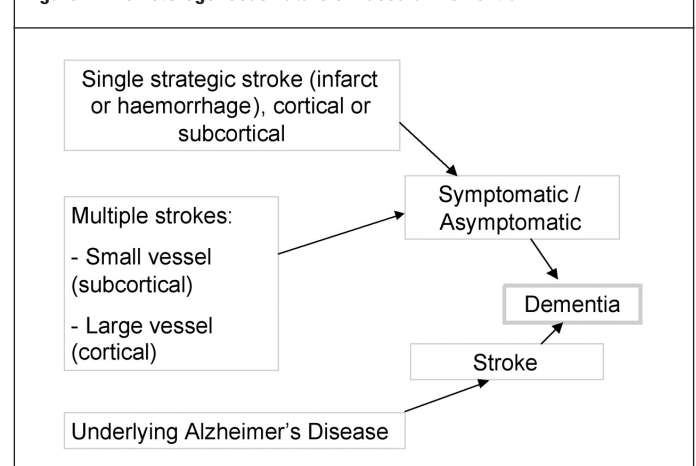 Single strategic stroke (infarct
or haemorrhage), cortical or
subcortical
Symptomatic /
Asymptomatic
Multiple strokes:
- Small vessel
(subcortical)
- Large vessel
(cortical)
Dementia
Stroke
Underlying Alzheimer’s Disease